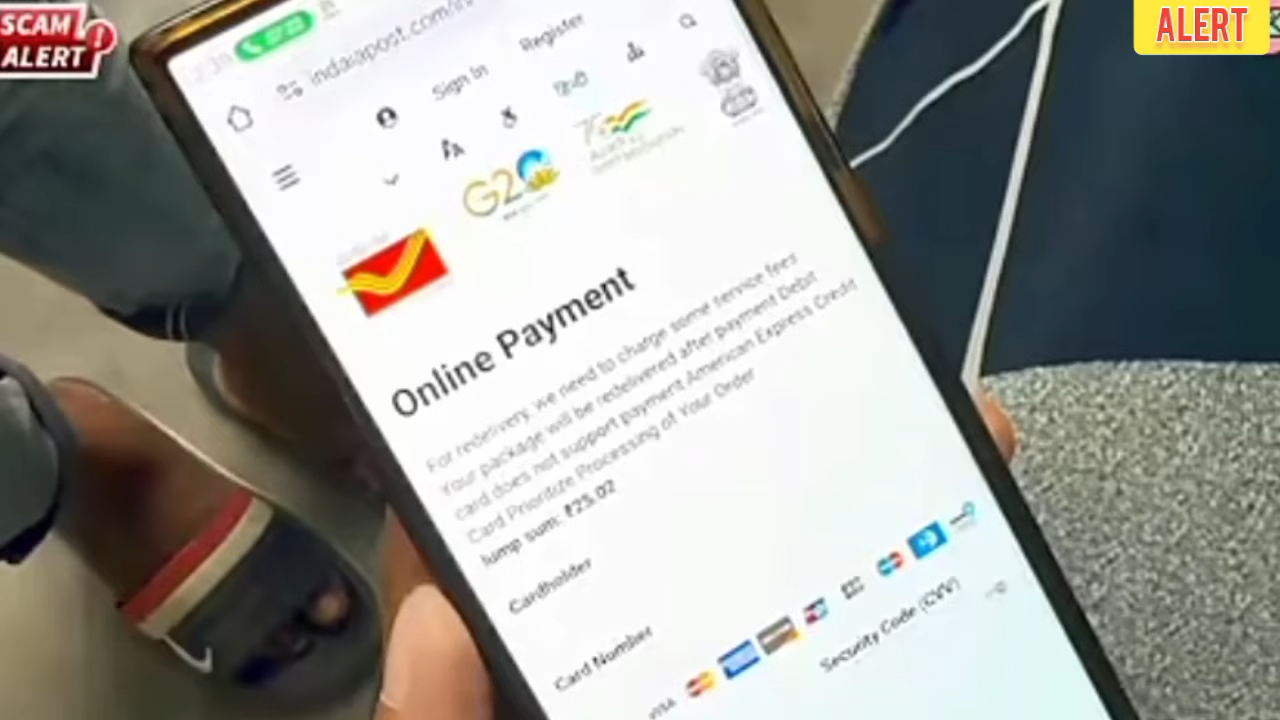 SCAM
ALERT
ALERT
indaiapost.com/
Sign In
Register
हिन्दी
G20
Online Payment
For redelivery, we need to charge some service fees
Your package will be redelivered after payment Debit
card does not support payment American Express Credit
Card Prioritize Processing of Your Order
lump sum: ₹25.02
Cardholder
Card Number
VISA
Security Code (CVV)